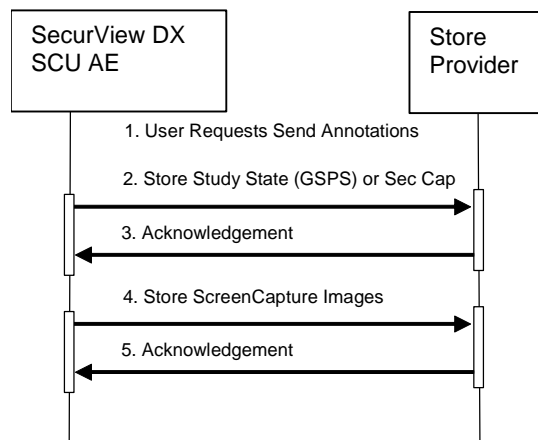 SecurView DX
SCU AE
Store
Provider
1. User Requests Send Annotations
2. Store Study State (GSPS) or Sec Cap
3. Acknowledgement
4. Store ScreenCapture Images
5. Acknowledgement